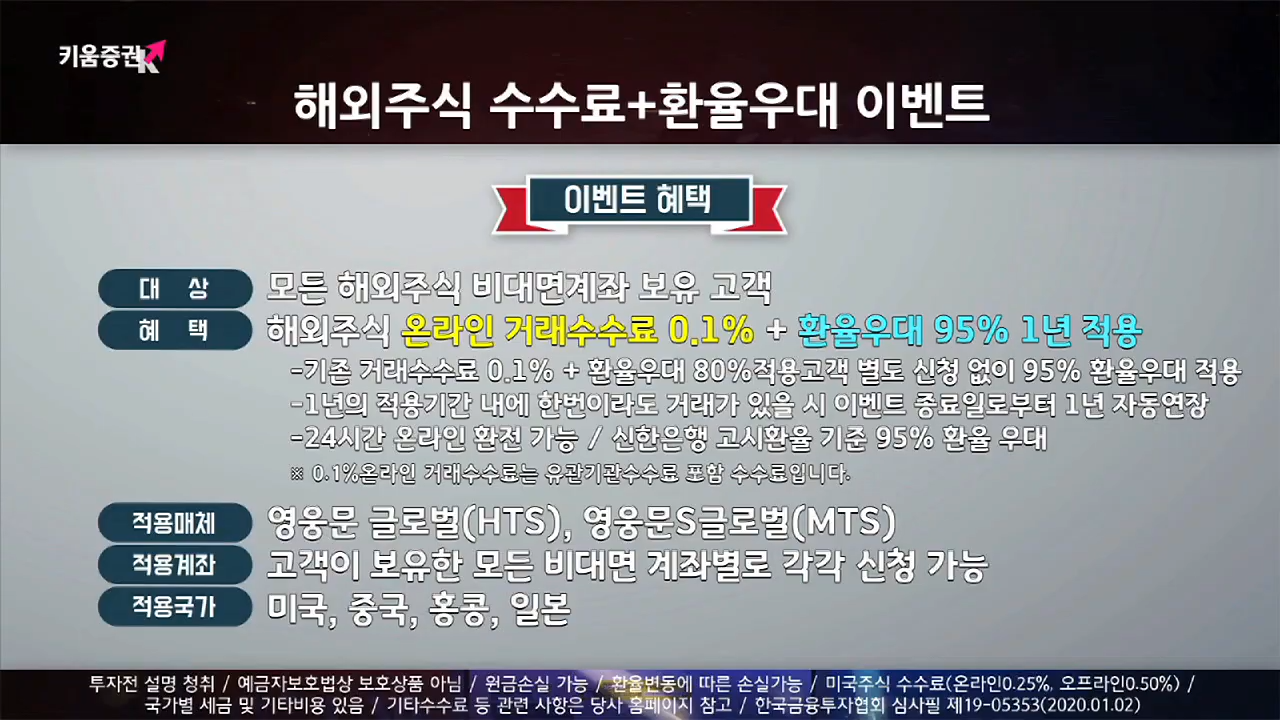 키움증권
해외주식 수수료+환율우대 이벤트
이벤트 혜택
대 상 모든 해외주식 비대면계좌 보유 고객
혜 택 해외주식 온라인 거래수수료 0.1% + 환율우대 95% 1년 적용
-기존 거래수수료 0.1% + 환율우대 80%적용고객 별도 신청 없이 95% 환율우대 적용
-1년의 적용기간 내에 한번이라도 거래가 있을 시 이벤트 종료일로부터 1년 자동연장
-24시간 온라인 환전 가능 / 신한은행 고시환율 기준 95% 환율 우대
※ 0.1%온라인 거래수수료는 유관기관수수료 포함 수수료입니다.
적용매체 영웅문 글로벌(HTS), 영웅문S글로벌(MTS)
적용계좌 고객이 보유한 모든 비대면 계좌별로 각각 신청 가능
적용국가 미국, 중국, 홍콩, 일본
투자전 설명 청취 / 예금자보호법상 보호상품 아님 / 원금손실 가능 / 환율변동에 따른 손실가능 / 미국주식 수수료(온라인0.25%, 오프라인0.50%) /
국가별 세금 및 기타비용 있음 / 기타수수료 등 관련 사항은 당사 홈페이지 참고 / 한국금융투자협회 심사필 제19-05353(2020.01.02)